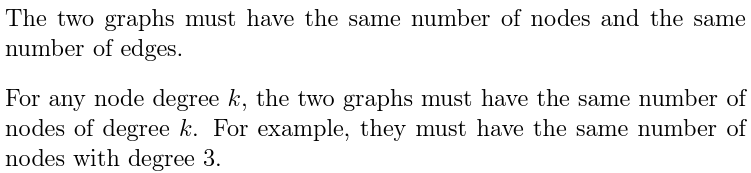 The two graphs must have the same number of nodes and the same
number of edges.
For any node degree k, the two graphs must have the same number of
nodes of degree k. For example, they must have the same number of
nodes with degree 3.